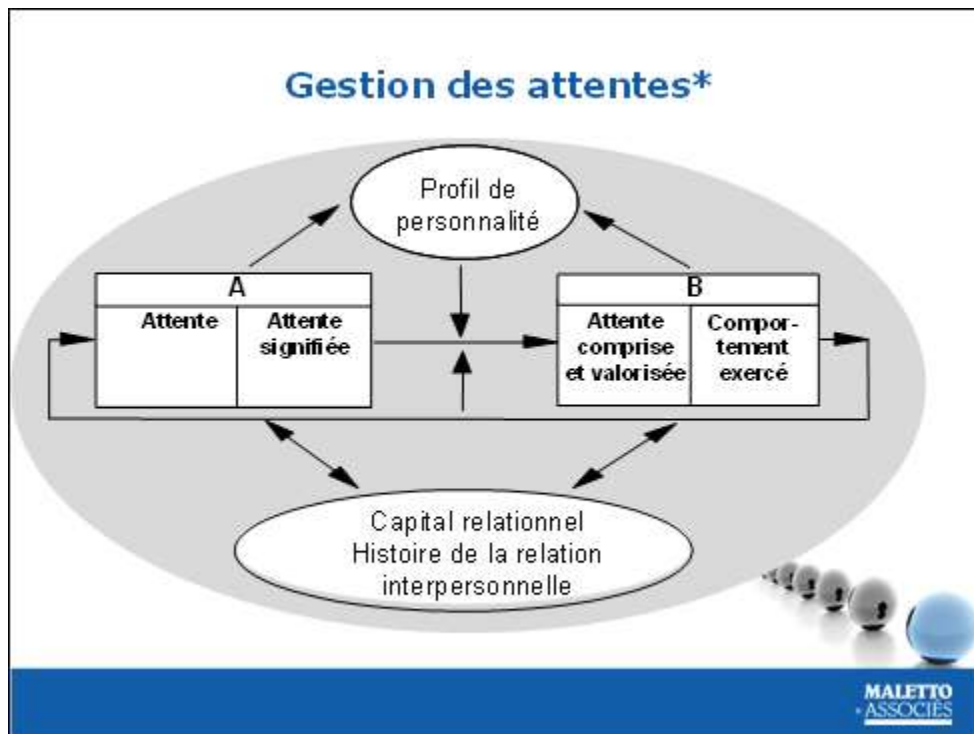 Gestion des attentes*
Profil de
personnalité
A
Attente
Attente
signifiée
B
Attente
comprise
et valorisée
Compor-
tement
exercé
Capital relationnel
Histoire de la relation
interpersonnelle
MALETTO
+ ASSOCIÉS